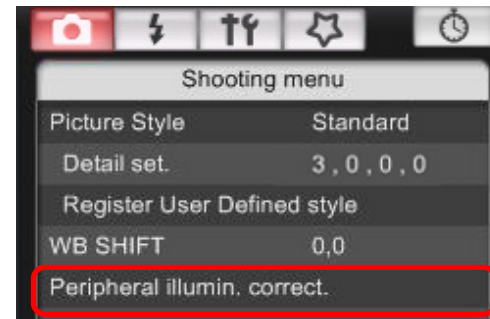 Shooting menu
Picture Style Standard
Detail set. 3 , 0 , 0 , 0
Register User Defined style
WB SHIFT 0,0
Peripheral illumin. correct.